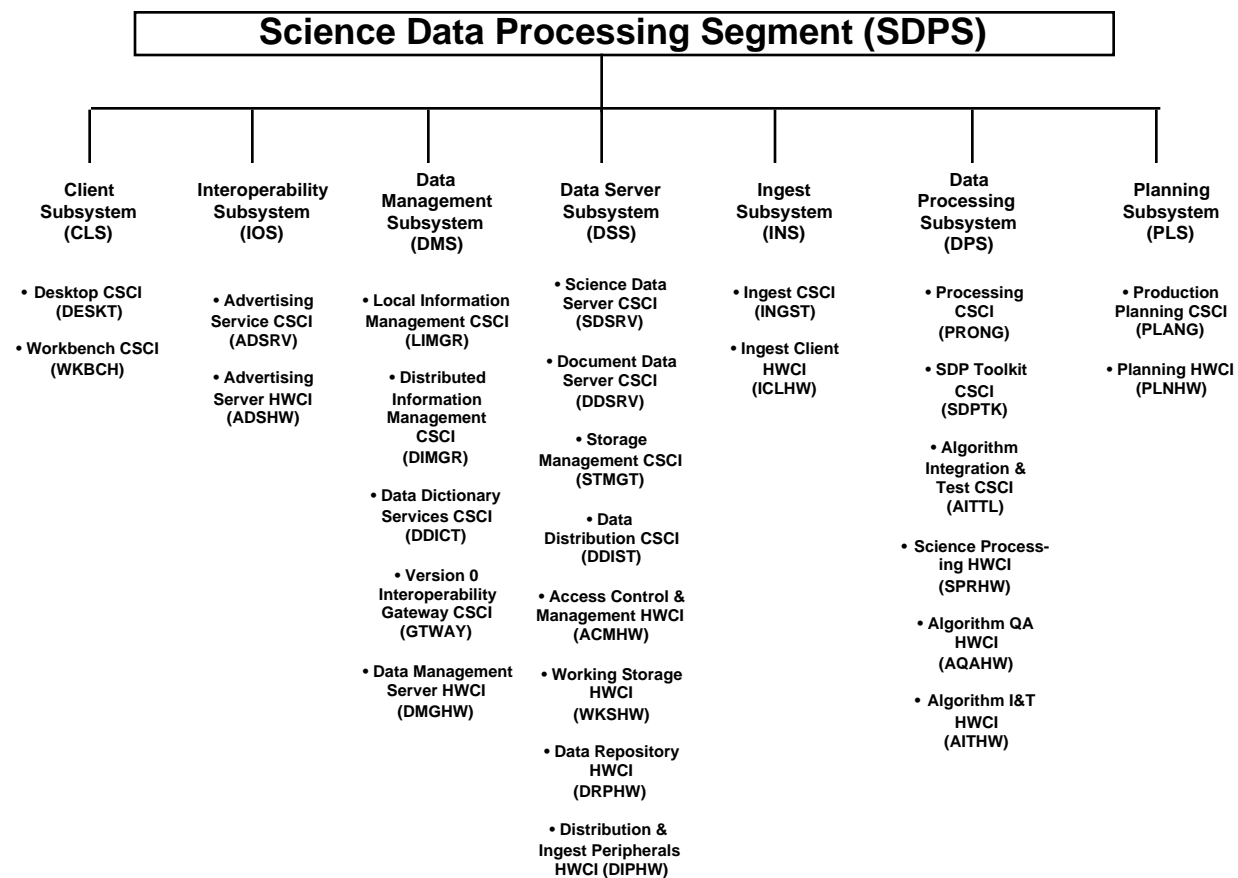 Science Data Processing Segment (SDPS)
Client
Subsystem
(CLS)
• Desktop CSCI
(DESKT)
• Workbench CSCI
(WKBCH)
Interoperability
Subsystem
(IOS)
• Advertising
Service CSCI
(ADSRV)
• Advertising
Server HWCI
(ADSHW)
Data
Management
Subsystem
(DMS)
• Local Information
Management CSCI
(LIMGR)
• Distributed
Information
Management
CSCI
(DIMGR)
• Data Dictionary
Services CSCI
(DDICT)
• Version 0
Interoperability
Gateway CSCI
(GTWAY)
• Data Management
Server HWCI
(DMGHW)
Data Server
Subsystem
(DSS)
• Science Data
Server CSCI
(SDSRV)
• Document Data
Server CSCI
(DDSRV)
• Storage
Management CSCI
(STMGT)
• Data
Distribution CSCI
(DDIST)
• Access Control &
Management HWCI
(ACMHW)
• Working Storage
HWCI
(WKSHW)
• Data Repository
HWCI
(DRPHW)
• Distribution &
Ingest Peripherals
HWCI (DIPHW)
Ingest
Subsystem
(INS)
• Ingest CSCI
(INGST)
• Ingest Client
HWCI
(ICLHW)
Data
Processing
Subsystem
(DPS)
• Processing
CSCI
(PRONG)
• SDP Toolkit
CSCI
(SDPTK)
• Algorithm
Integration &
Test CSCI
(AITTL)
• Science Process-
ing HWCI
(SPRHW)
• Algorithm QA
HWCI
(AQAHW)
• Algorithm I&T
HWCI
(AITHW)
Planning
Subsystem
(PLS)
• Production
Planning CSCI
(PLANG)
• Planning HWCI
(PLNHW)